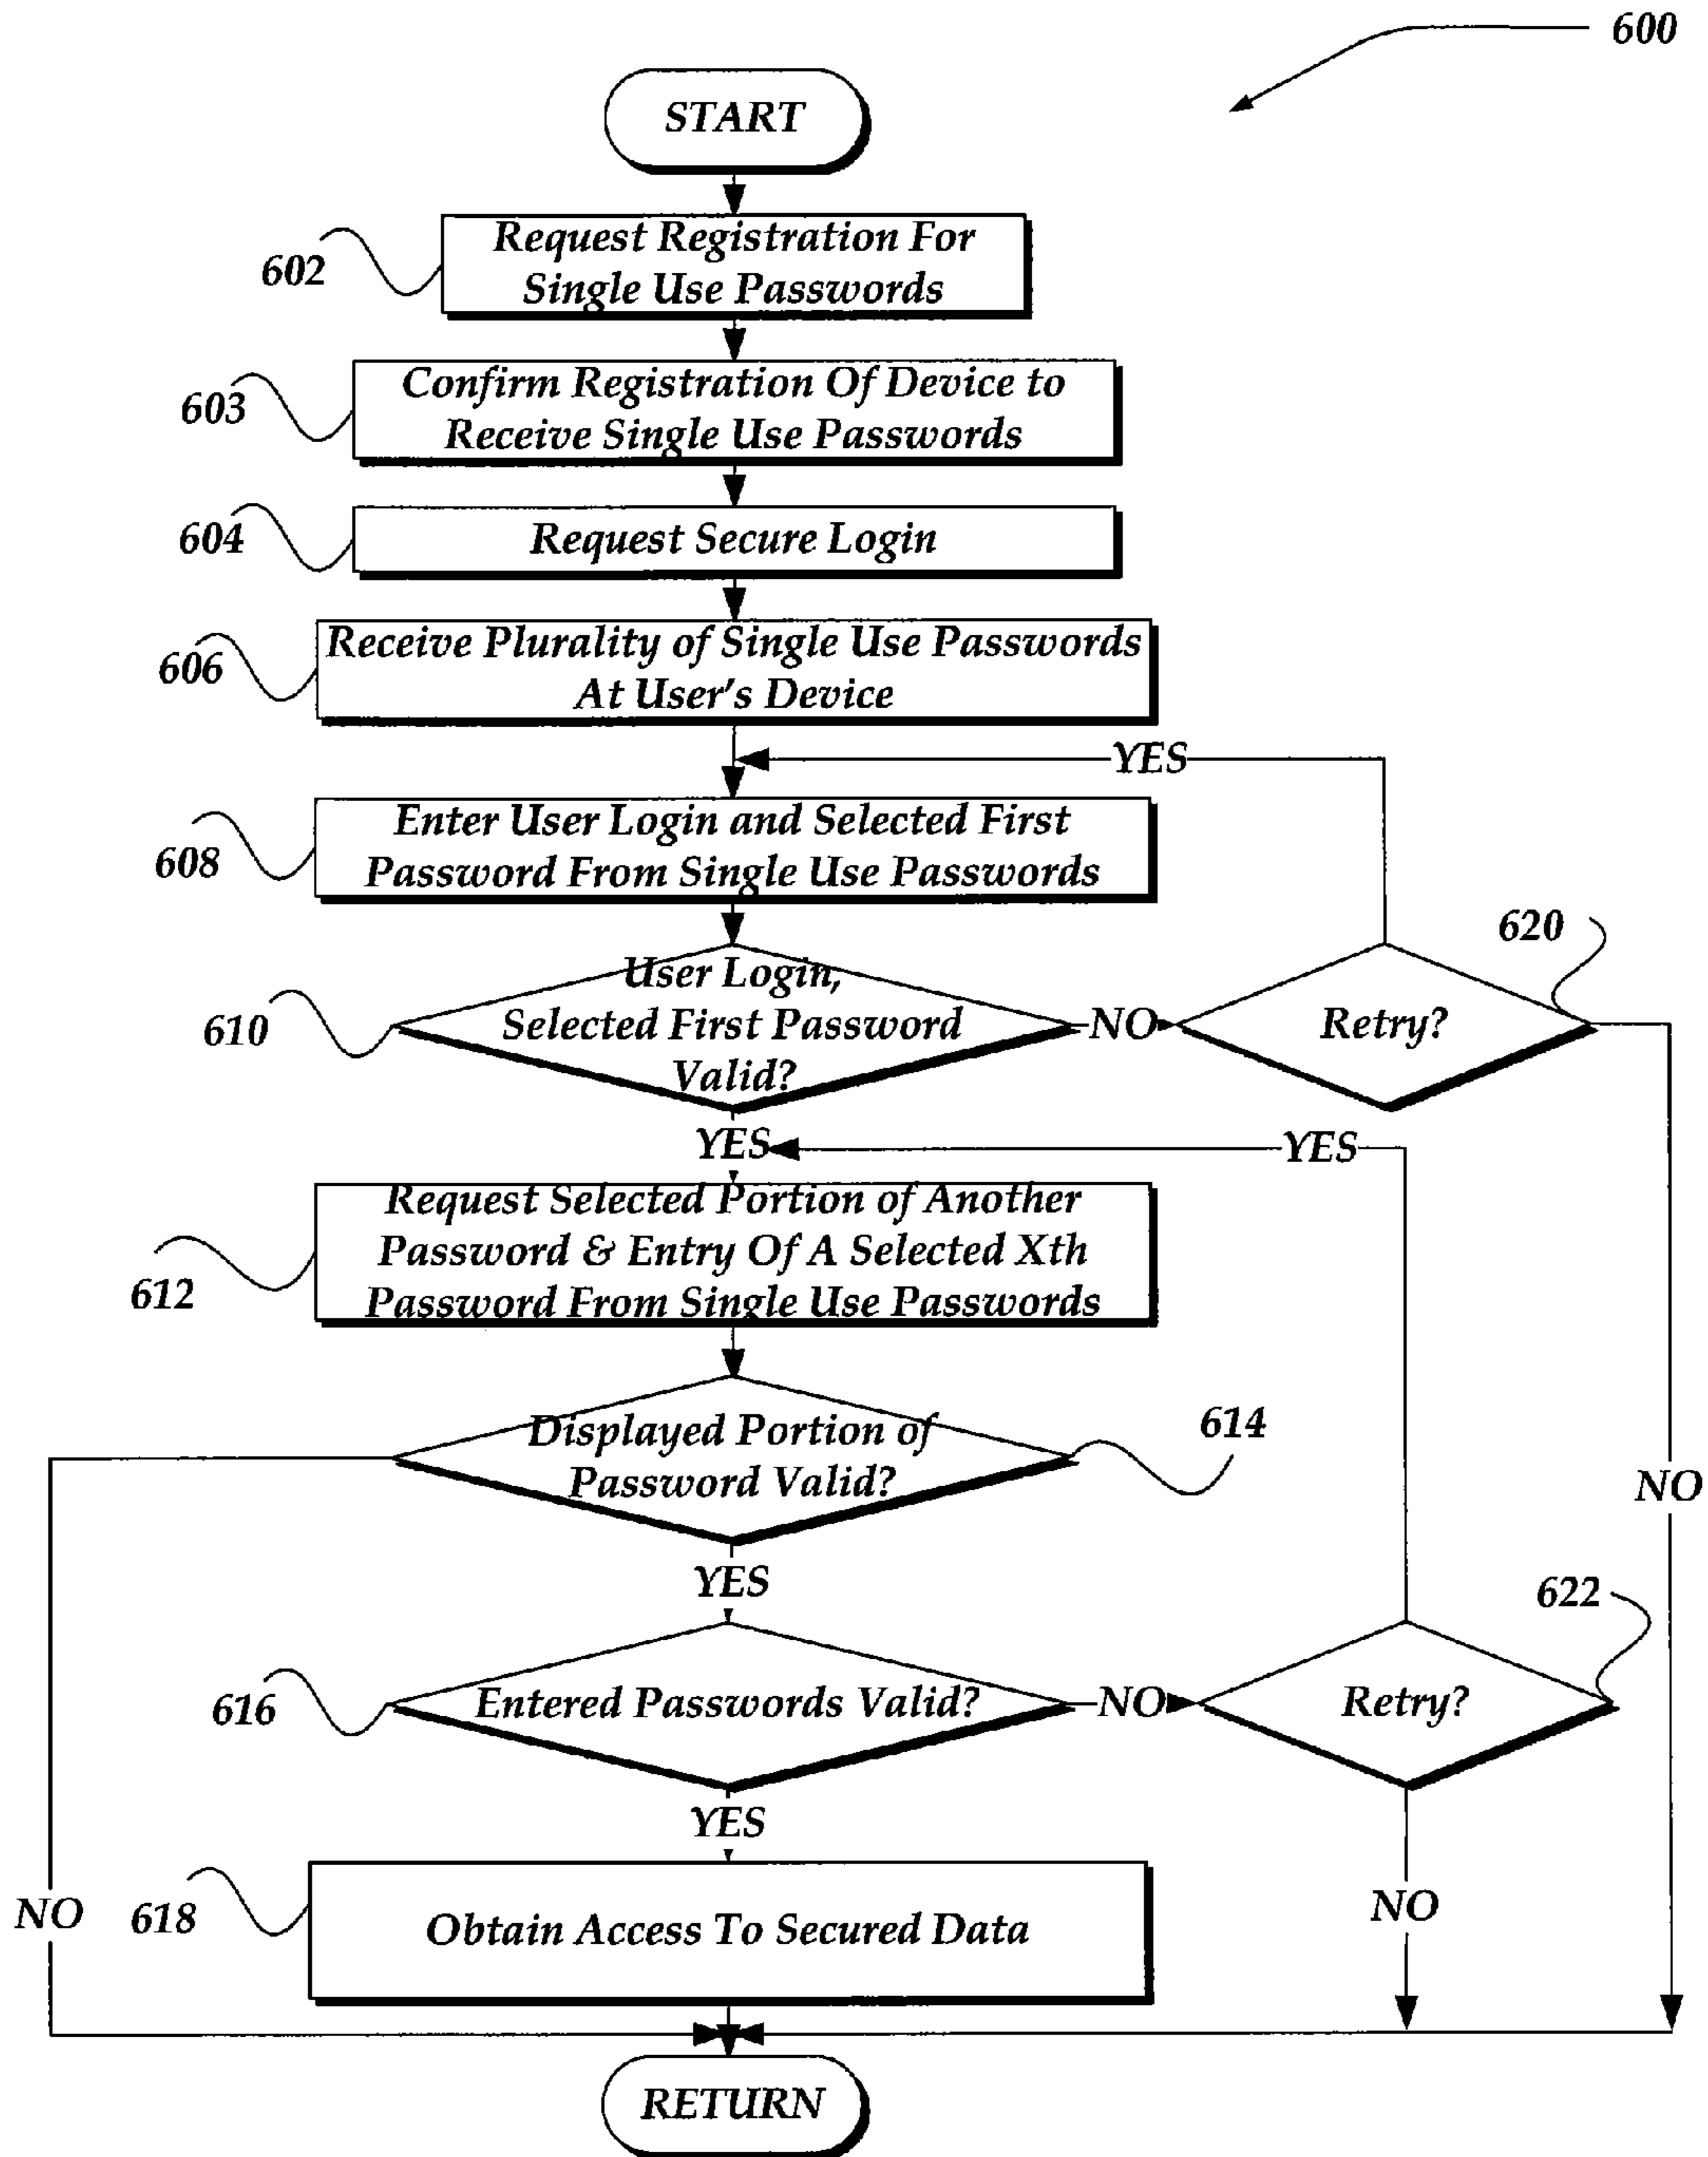 600
START
Request Registration For
Single Use Passwords
602
Confirm Registration Of Device to
Receive Single Use Passwords
603
Request Secure Login
604
Receive Plurality of Single Use Passwords
At User's Device
606
YES
Enter User Login and Selected First
Password From Single Use Passwords
608
User Login,
Selected First Password
Valid?
610
NO
Retry?
620
YES
YES
Request Selected Portion of Another
Password & Entry Of A Selected Xth
Password From Single Use Passwords
612
Displayed Portion of
Password Valid?
614
NO
YES
622
Entered Passwords Valid?
616
NO
Retry?
YES
NO
NO
618
Obtain Access To Secured Data
RETURN